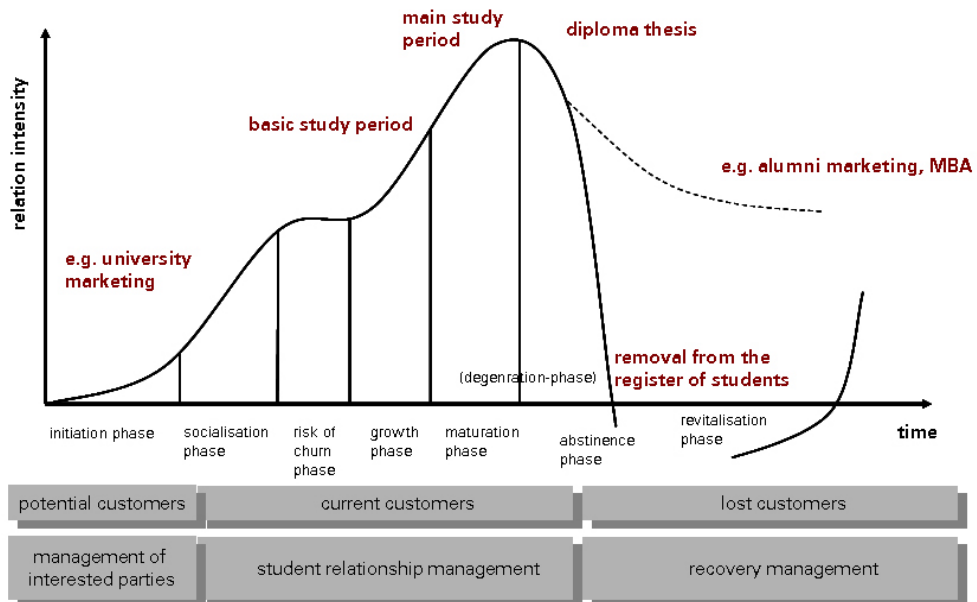 main study
period
diploma thesis
relation intensity
basic study period
e.g. alumni marketing, MBA
e.g. university
marketing
(degenration-phase)
removal from the
register of students
initiation phase
socialisation
phase
risk of
churn
phase
growth
phase
maturation
phase
abstinence
phase
revitalisation
phase
time
potential customers
current customers
lost customers
management of
interested parties
student relationship management
recovery management